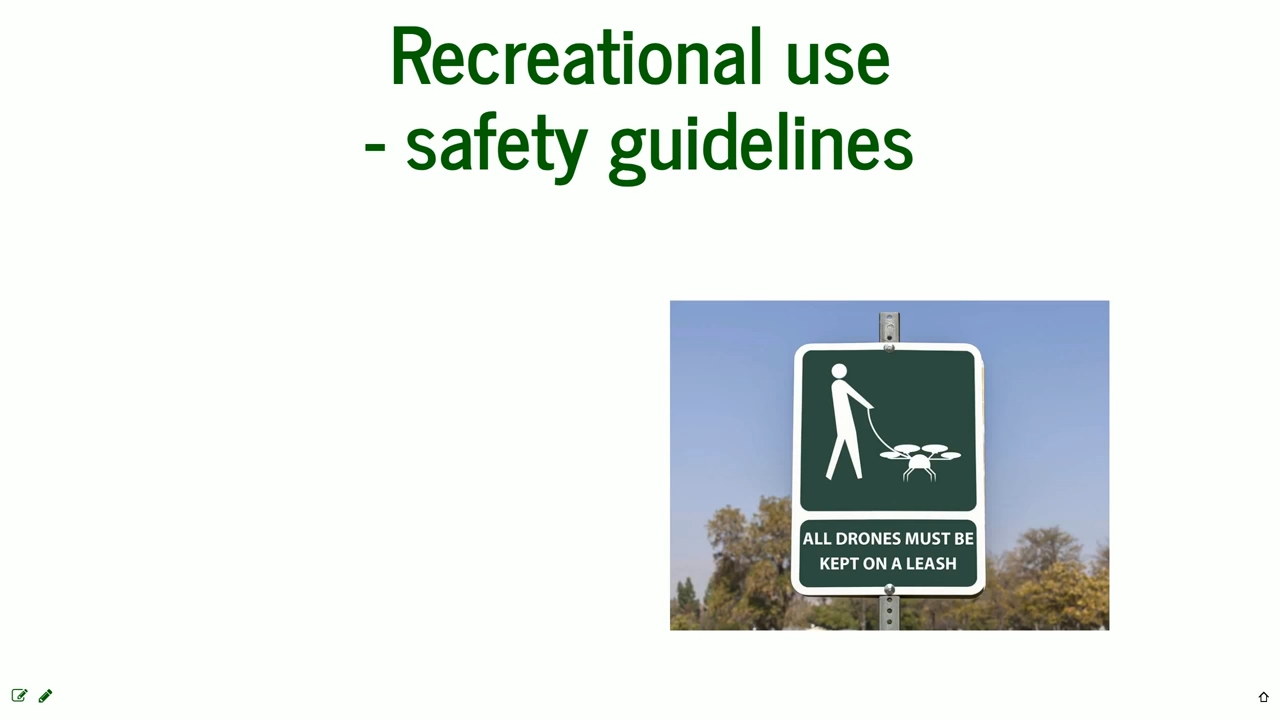 Recreational use
- safety guidelines
ALL DRONES MUST BE
KEPT ON A LEASH